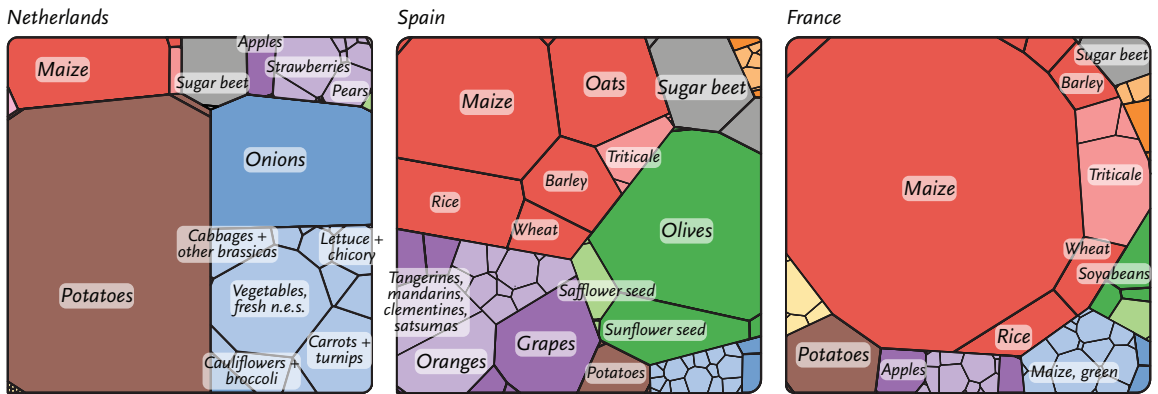 Netherlands
Maize
Sugar beet
Apples
Strawberries
Pears
Onions
Potatoes
Cabbages +
other brassicas
Lettuce +
chicory
Vegetables,
fresh n.e.s.
Carrots +
turnips
Cauliflowers +
broccoli
Spain
Maize
Oats
Sugar beet
Triticale
Barley
Rice
Wheat
Olives
Tangerines,
mandarins,
clementines,
satsumas
Safflower seed
Sunflower seed
Grapes
Oranges
Potatoes
France
Sugar beet
Barley
Maize
Triticale
Wheat
Soyabeans
Rice
Potatoes
Apples
Maize, green